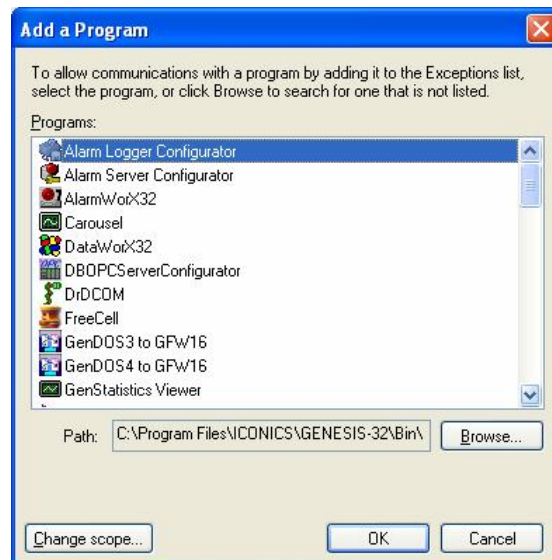 Add a Program
To allow communications with a program by adding it to the Exceptions list,
select the program, or click Browse to search for one that is not listed.
Programs:
Alarm Logger Configurator
Alarm Server Configurator
AlarmWorX32
Carousel
DataWorX32
DBOPCServerConfigurator
DrDCOM
FreeCell
GenDOS3 to GFW16
GenDOS4 to GFW16
GenStatistics Viewer
Path: C:\Program Files\ICONICS\GENESIS-32\Bin\ Browse...
Change scope... OK Cancel